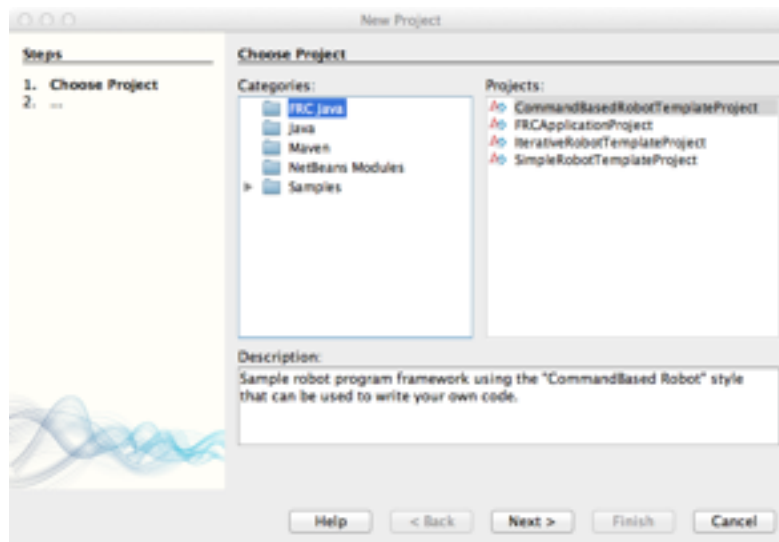 New Project
Steps
1. Choose Project
2. ...
Choose Project
Categories:
FRC Java
Java
Maven
NetBeans Modules
Samples
Projects:
CommandBasedRobotTemplateProject
FRCApplicationProject
IterativeRobotTemplateProject
SimpleRobotTemplateProject
Description:
Sample robot program framework using the "CommandBased Robot" style
that can be used to write your own code.
Help
< Back
Next >
Finish
Cancel